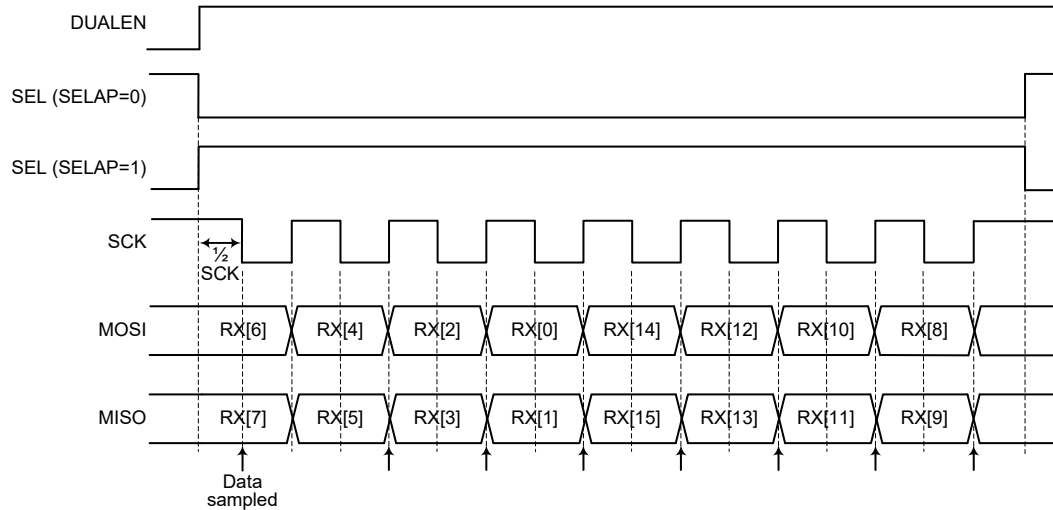 DUALEN
SEL (SELAP=0)
SEL (SELAP=1)
SCK
½
SCK
MOSI RX[6] RX[4] RX[2] RX[0] RX[14] RX[12] RX[10] RX[8]
MISO RX[7] RX[5] RX[3] RX[1] RX[15] RX[13] RX[11] RX[9]
Data
sampled